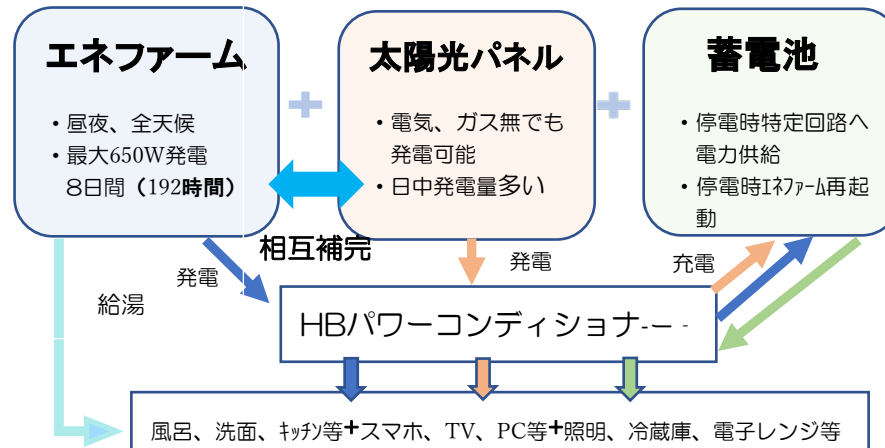 エネファーム
・昼夜、全天候
・最大650W発電
8日間（192時間）
+
太陽光パネル
・電気、ガス無でも
発電可能
・日中発電量多い
+
蓄電池
・停電時特定回路へ
電力供給
・停電時ｴﾈﾌｧｰﾑ再起
動
相互補完
発電
発電
充電
給湯
HBパワーコンディショナ-ー -
風呂、洗面、ｷｯﾁﾝ等+スマホ、TV、PC等+照明、冷蔵庫、電子レンジ等